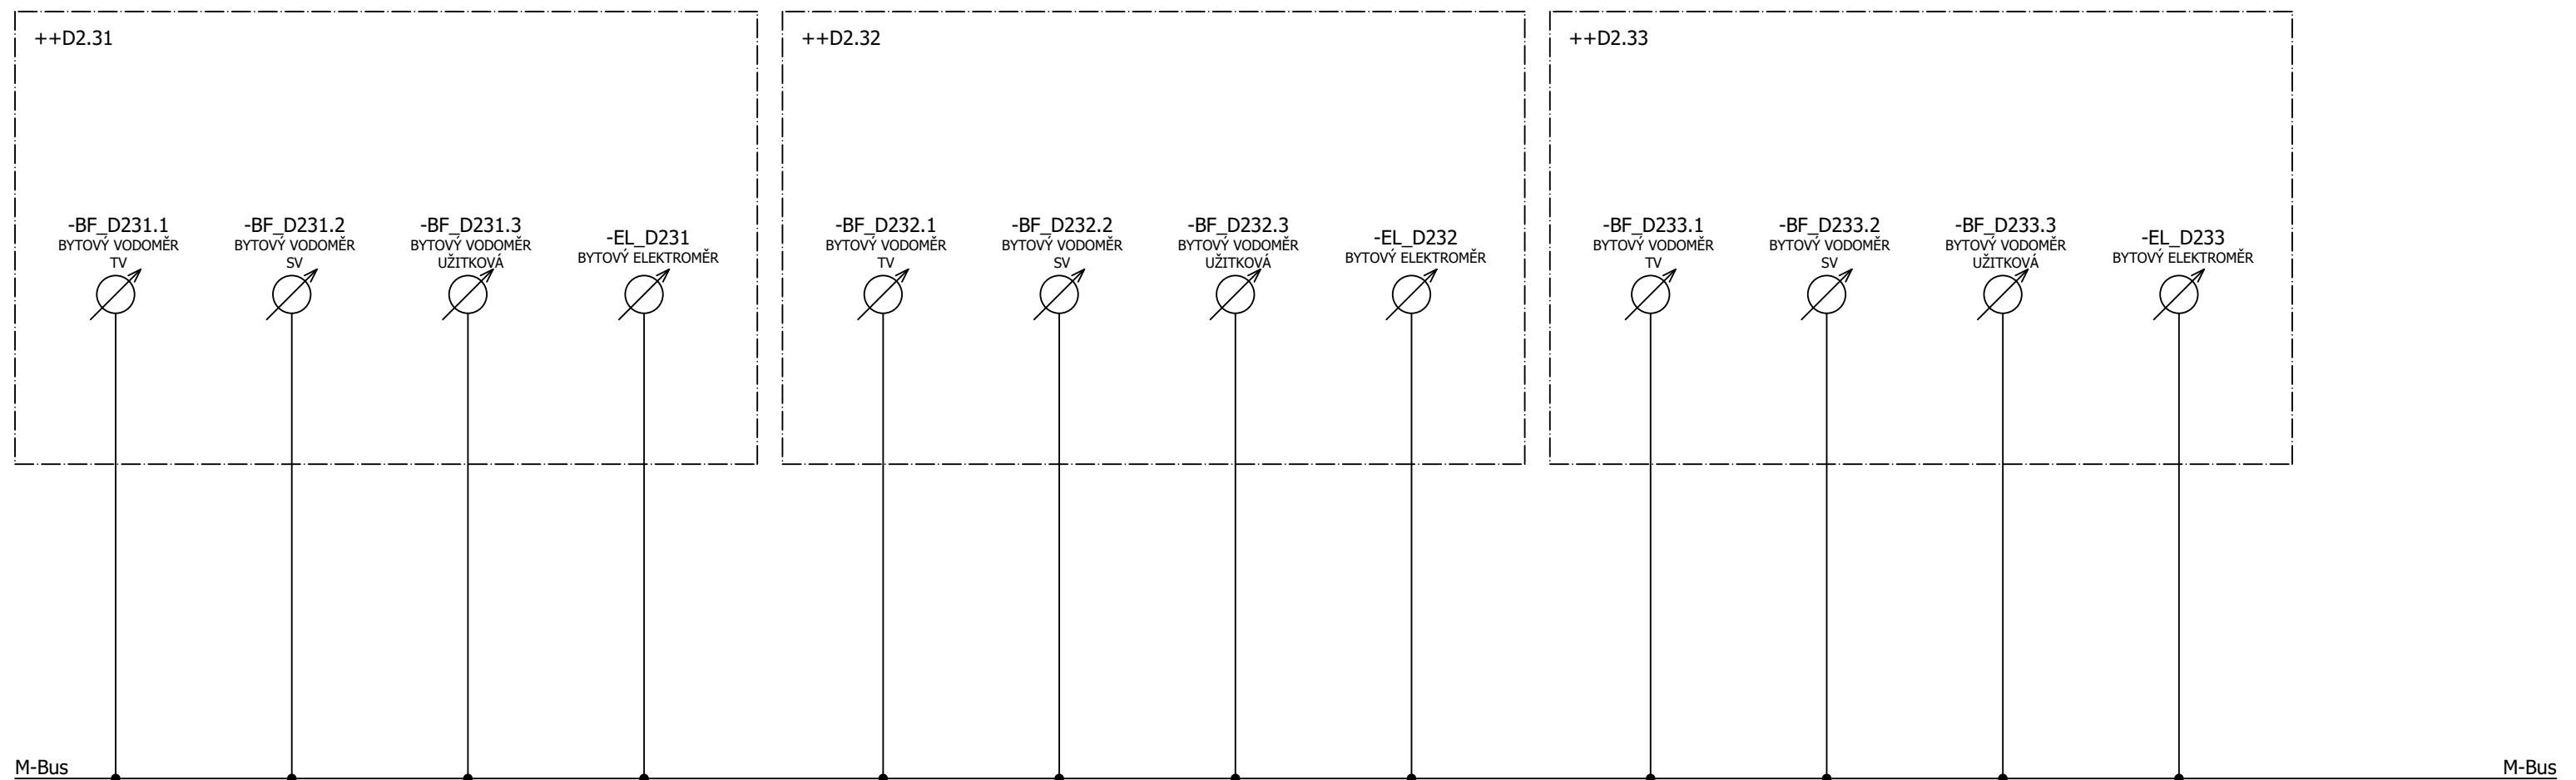 ++D2.31
-BF_D231.1
BYTOVÝ VODOMĚR
TV
-BF_D231.2
BYTOVÝ VODOMĚR
SV
-BF_D231.3
BYTOVÝ VODOMĚR
UŽITKOVÁ
-EL_D231
BYTOVÝ ELEKTROMĚR
++D2.32
-BF_D232.1
BYTOVÝ VODOMĚR
TV
-BF_D232.2
BYTOVÝ VODOMĚR
SV
-BF_D232.3
BYTOVÝ VODOMĚR
UŽITKOVÁ
-EL_D232
BYTOVÝ ELEKTROMĚR
++D2.33
-BF_D233.1
BYTOVÝ VODOMĚR
TV
-BF_D233.2
BYTOVÝ VODOMĚR
SV
-BF_D233.3
BYTOVÝ VODOMĚR
UŽITKOVÁ
-EL_D233
BYTOVÝ ELEKTROMĚR
M-Bus
M-Bus